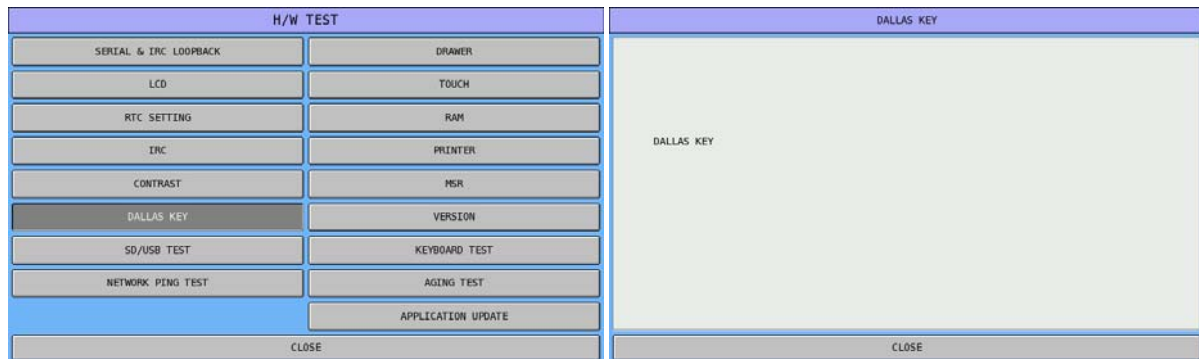 H/W TEST
SERIAL & IRC LOOPBACK
DRAWER
LCD
TOUCH
RTC SETTING
RAM
IRC
PRINTER
CONTRAST
MSR
DALLAS KEY
VERSION
SD/USB TEST
KEYBOARD TEST
NETWORK PING TEST
AGING TEST
APPLICATION UPDATE
CLOSE
DALLAS KEY
DALLAS KEY
CLOSE